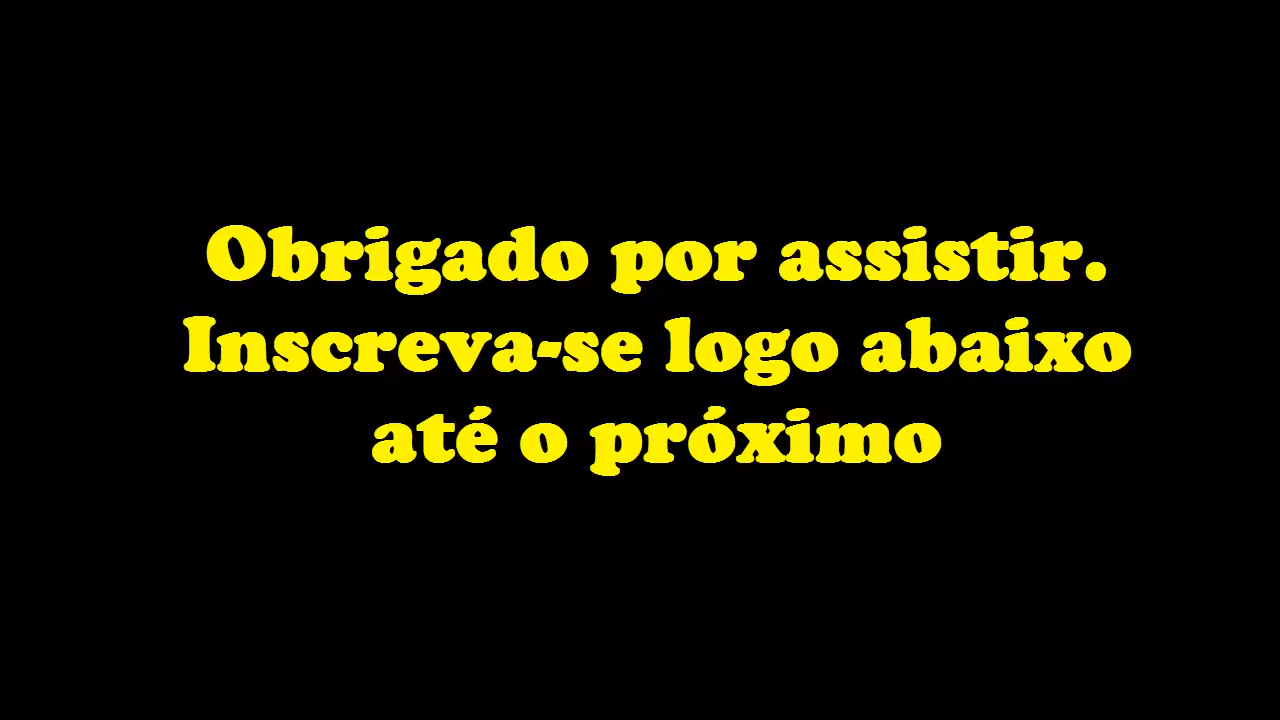 Obrigado por assistir.
Inscreva-se logo abaixo
até o próximo